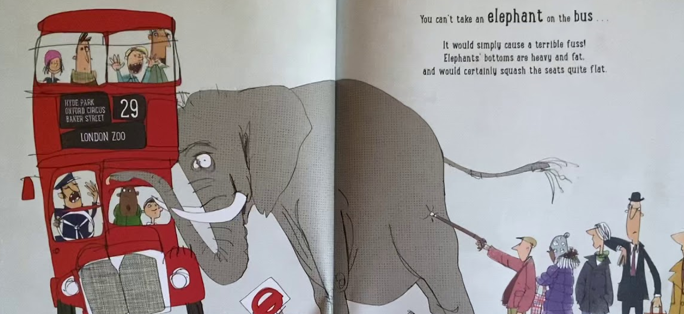 You can't take an elephant on the bus ...
It would simply cause a terrible fuss!
Elephants' bottoms are heavy and fat,
and would certainly squash the seats quite flat.
HYDE PARK
OXFORD CIRCUS
BAKER STREET
29
LONDON ZOO